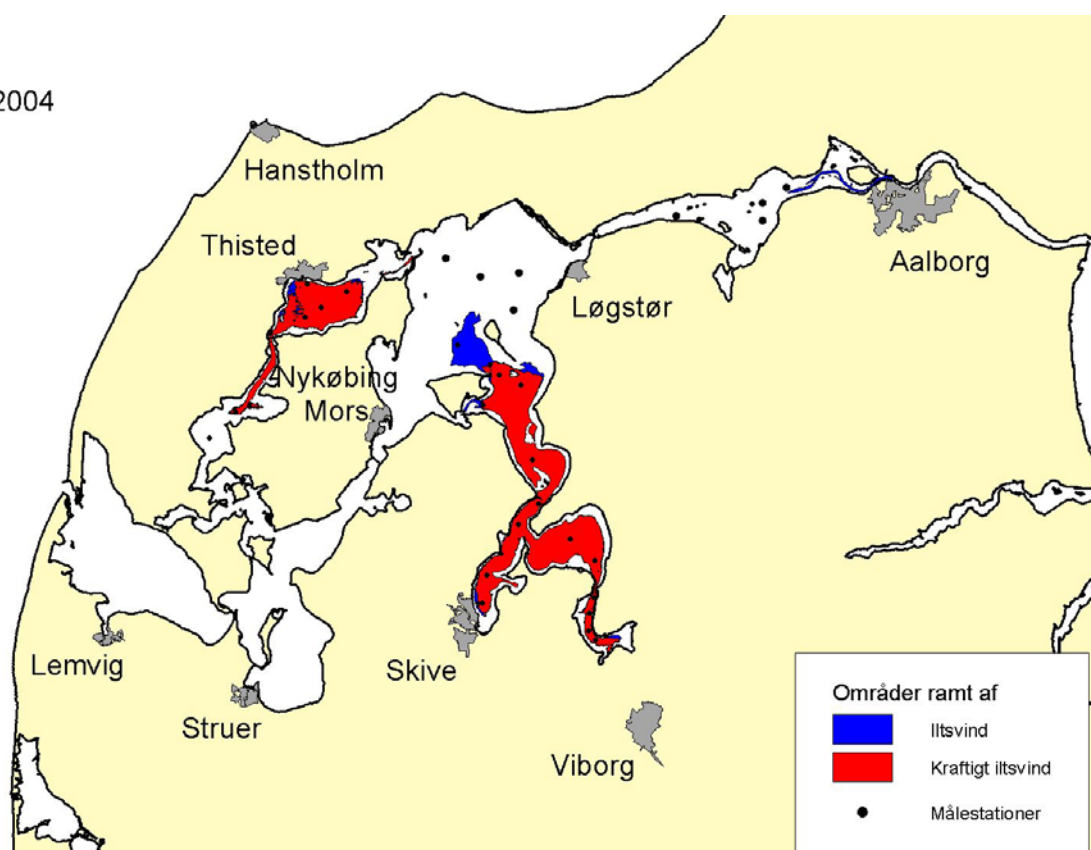 2004
Hanstholm
Thisted
Aalborg
Løgstør
Nykøbing
Mors
Lemvig
Struer
Skive
Viborg
Områder ramt af
Iltsvind
Kraftigt iltsvind
Målestationer